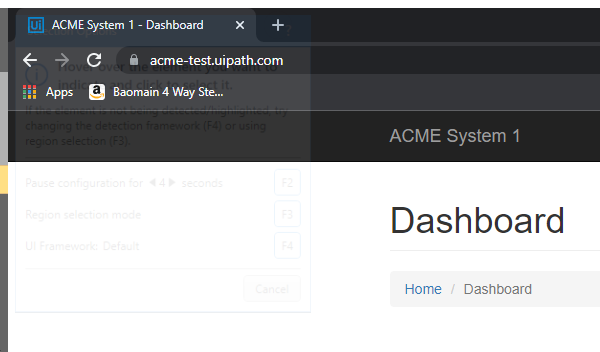 Ui ACME System 1 - Dashboard
acme-test.uipath.com
Hover over the element you want to
indicate and click to select it.
Apps
Baomain 4 Way Ste...
If the element is not being detected/highlighted, try
changing the detection framework (F4) or using
region selection (F3).
ACME System 1
Pause configuration for 4 seconds F2
Region selection mode F3
UI Framework: Default F4
Cancel
Dashboard
Home / Dashboard